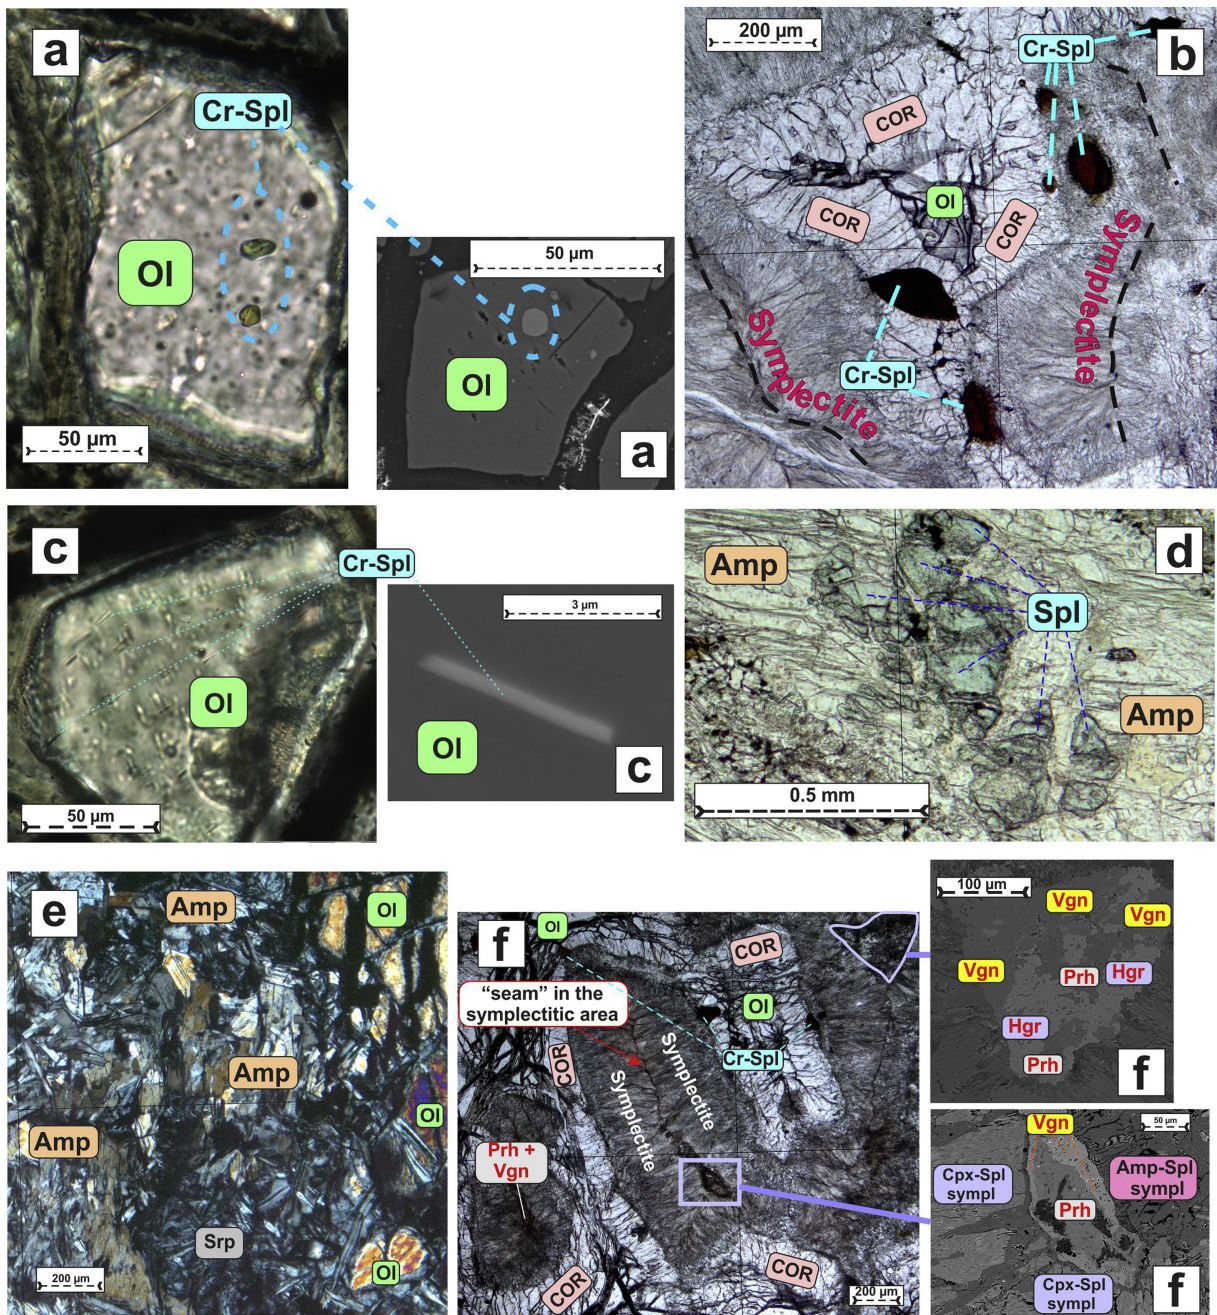 a
Cr-Spl
Ol
50 µm
50 µm
Ol
a
200 µm
Cr-Spl
b
COR
COR
Ol
COR
Symplectite
Symplectite
Cr-Spl
c
Cr-Spl
Ol
50 µm
3 µm
Ol
c
d
Amp
Spl
Amp
0.5 mm
e
Amp
Ol
Amp
Ol
Amp
Srp
Ol
200 µm
f
Ol
COR
"seam" in the
symplectitic area
Ol
Cr-Spl
COR
Symplectite
Symplectite
Prh +
Vgn
COR
COR
200 µm
100 µm
Vgn
Vgn
Vgn
Prh
Hgr
Hgr
Prh
f
Vgn
50 µm
Cpx-Spl
sympl
Amp-Spl
sympl
Prh
Cpx-Spl
sympl
f